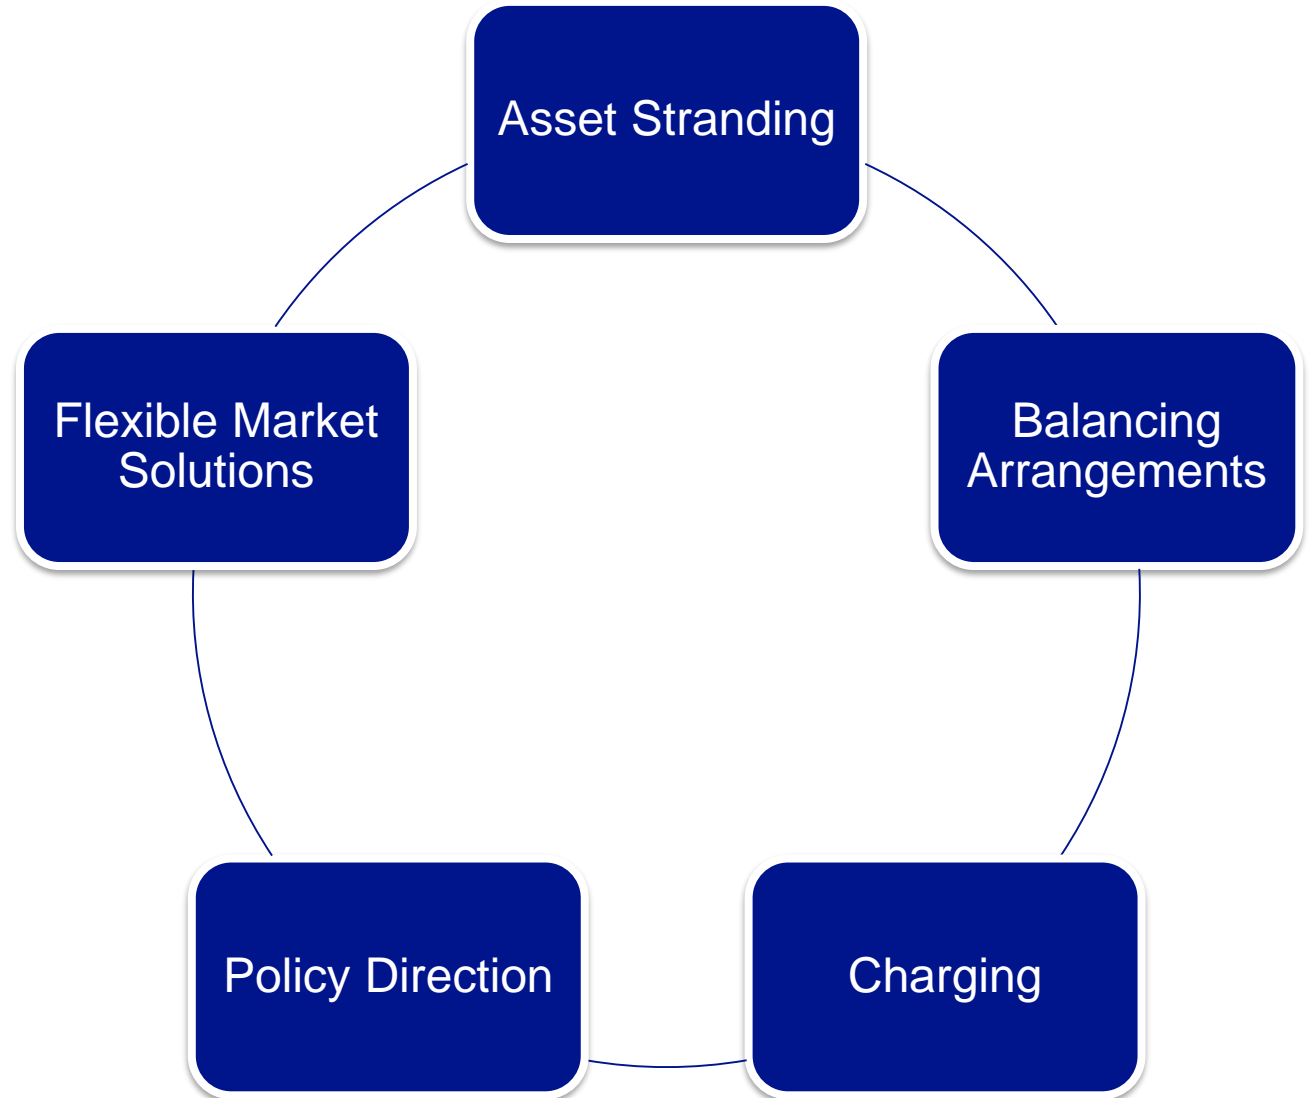 Asset Stranding
Flexible Market
Solutions
Balancing
Arrangements
Policy Direction
Charging